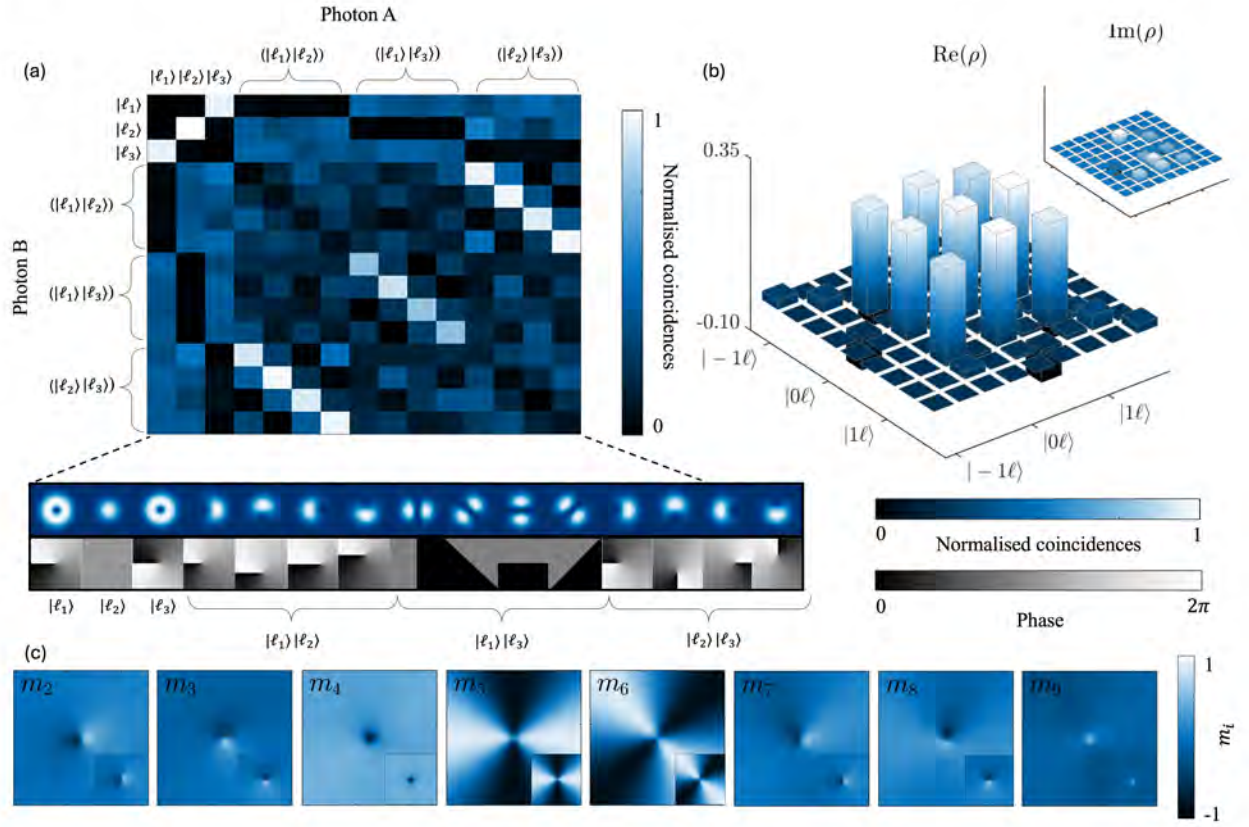 Photon A
(a)
|ℓ₁⟩ |ℓ₂⟩ |ℓ₃⟩
(|ℓ₁⟩|ℓ₂⟩)
(|ℓ₁⟩|ℓ₃⟩)
(|ℓ₂⟩|ℓ₃⟩)
Photon B
|ℓ₁⟩
|ℓ₂⟩
|ℓ₃⟩
(|ℓ₁⟩|ℓ₂⟩)
(|ℓ₁⟩|ℓ₃⟩)
(|ℓ₂⟩|ℓ₃⟩)
1
Normalised coincidences
0
(b)
Re(ρ)
Im(ρ)
0.35
-0.10
| − 1ℓ⟩
|0ℓ⟩
|1ℓ⟩
| − 1ℓ⟩
|0ℓ⟩
|1ℓ⟩
|ℓ₁⟩ |ℓ₂⟩ |ℓ₃⟩
|ℓ₁⟩|ℓ₂⟩
|ℓ₁⟩|ℓ₃⟩
|ℓ₂⟩|ℓ₃⟩
0 1
Normalised coincidences
0 2π
Phase
(c)
m₂ m₃ m₄ m₅ m₆ m₇ m₈ m₉
1
mᵢ
-1